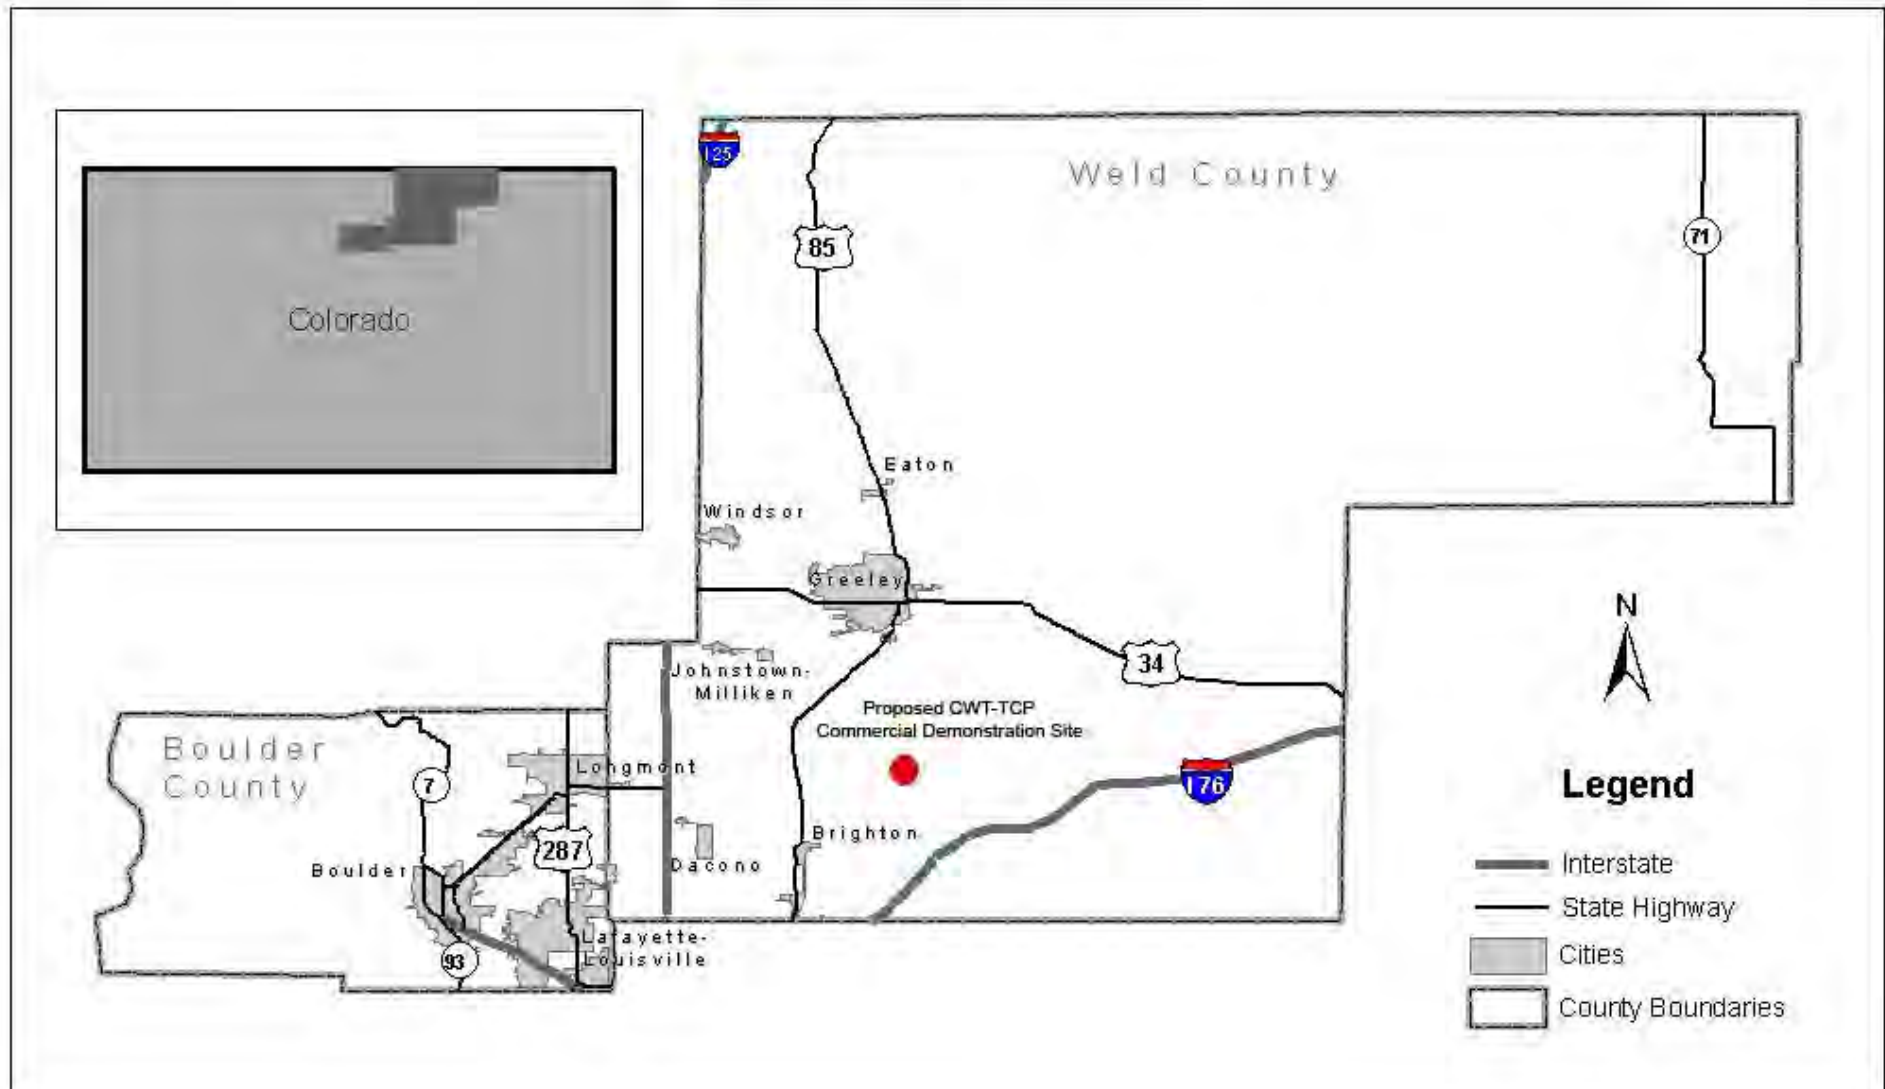 I 25
Weld County
85
71
Colorado
Eaton
Windsor
Greeley
N
Johnstown-
Milliken
34
Proposed CWT-TCP
Commercial Demonstration Site
Boulder
County
Longmont
7
I 76
Legend
Brighton
287
Dacono
Boulder
Interstate
State Highway
Lafayette-
Louisville
93
Cities
County Boundaries